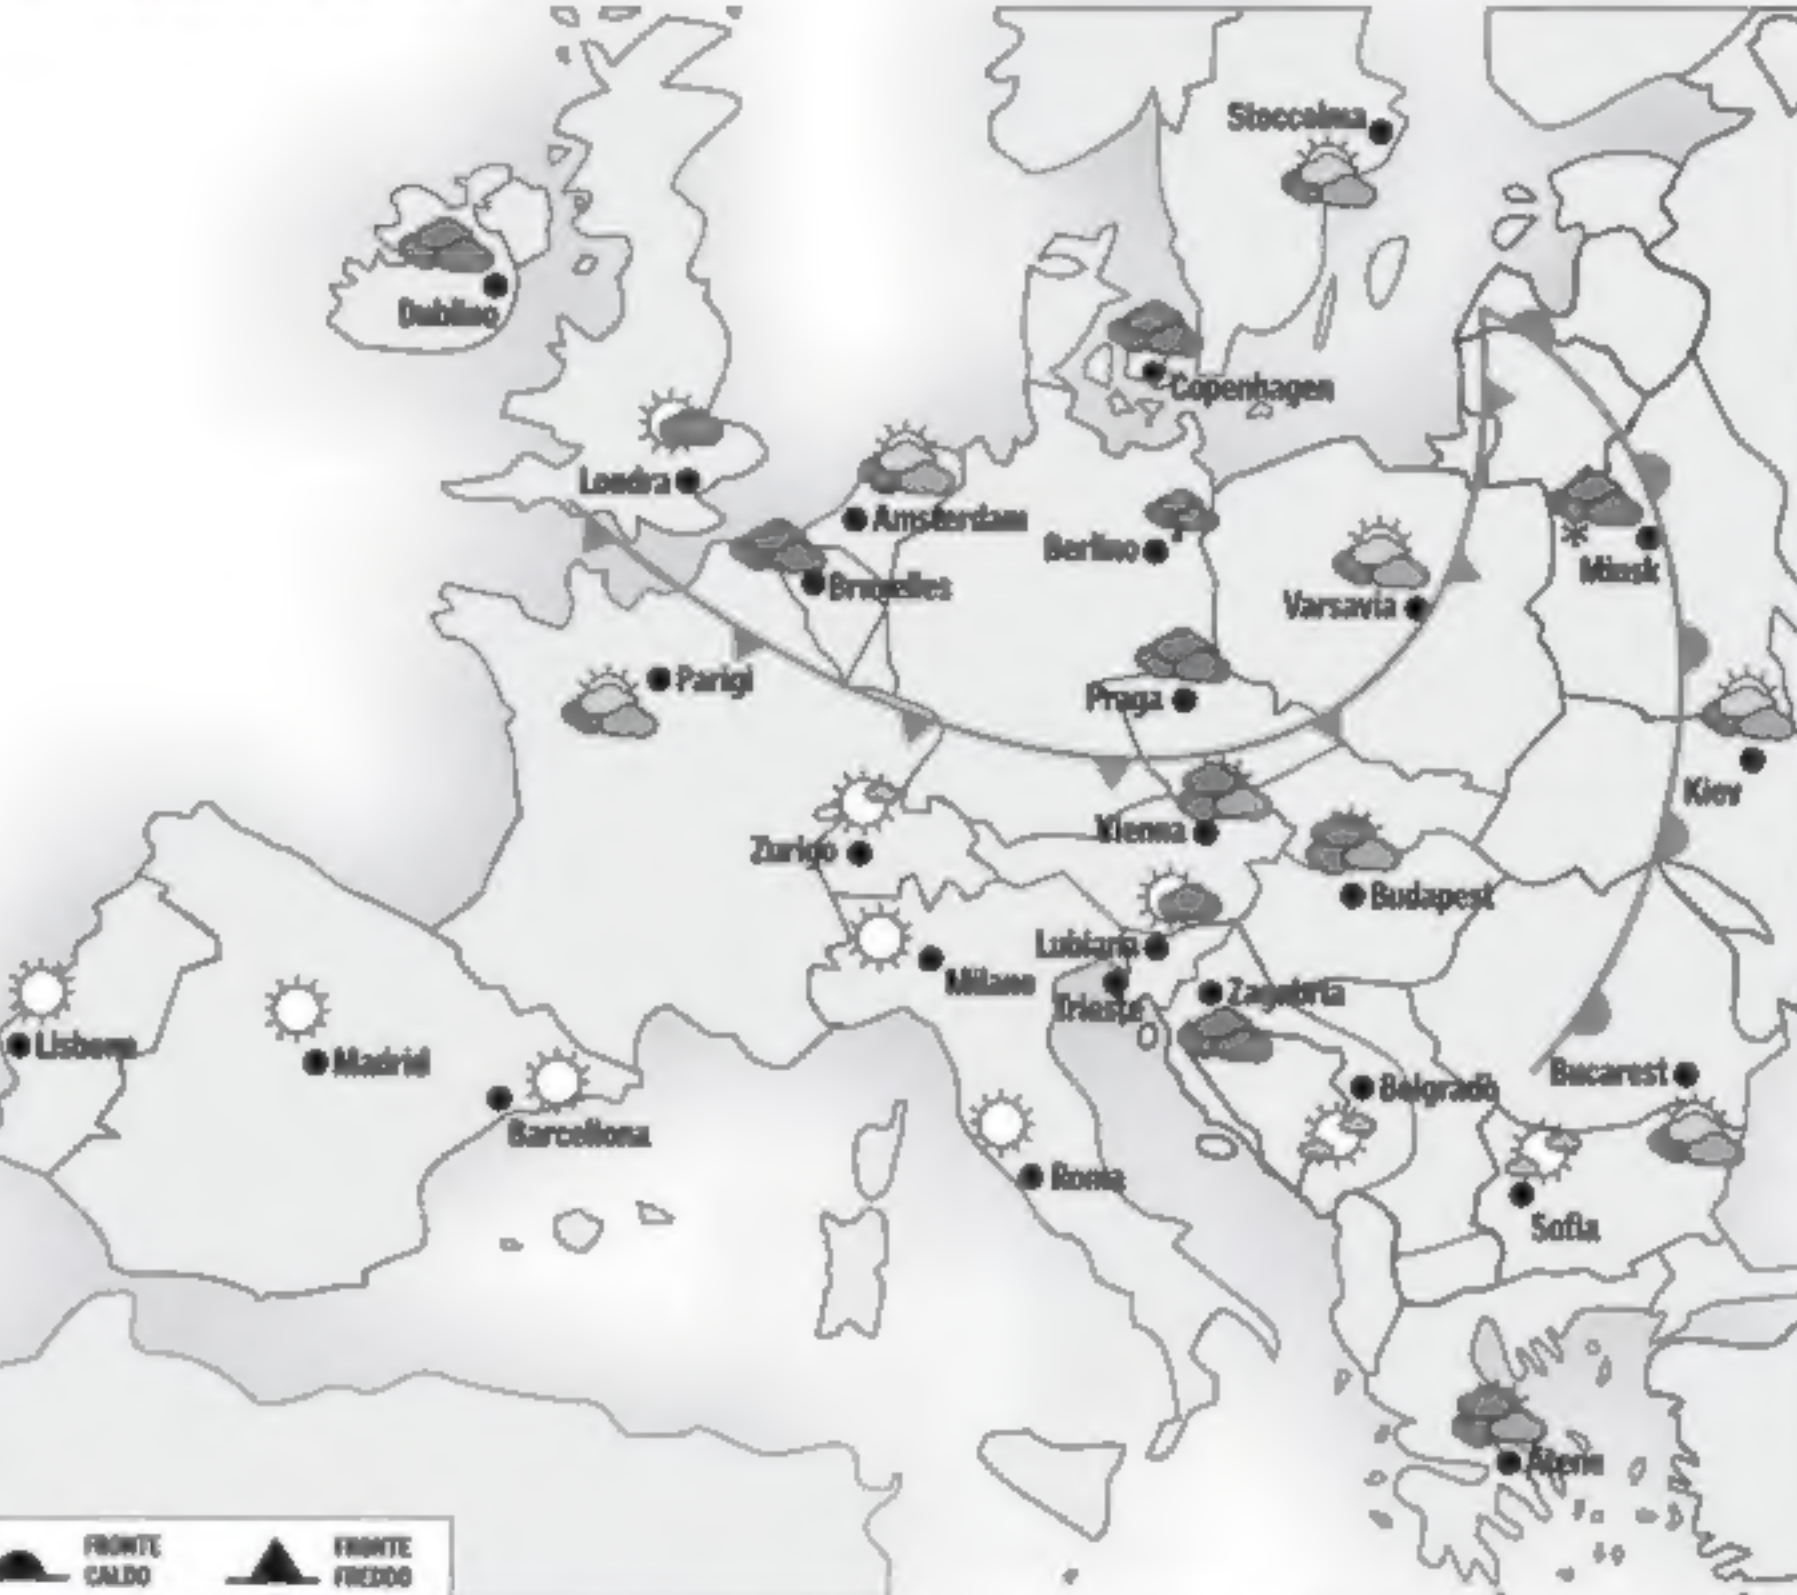 Stoccolma
Dublino
Copenhagen
Londra
Amsterdam
Berlino
Bruxelles
Minsk
Varsavia
Parigi
Praga
Kiev
Vienna
Zurigo
Budapest
Lubiana
Milano
Trieste
Zagabria
Lisbona
Madrid
Belgrado
Bucarest
Barcellona
Roma
Sofia
Atene
FRONTE
CALDO
FRONTE
FREDDO